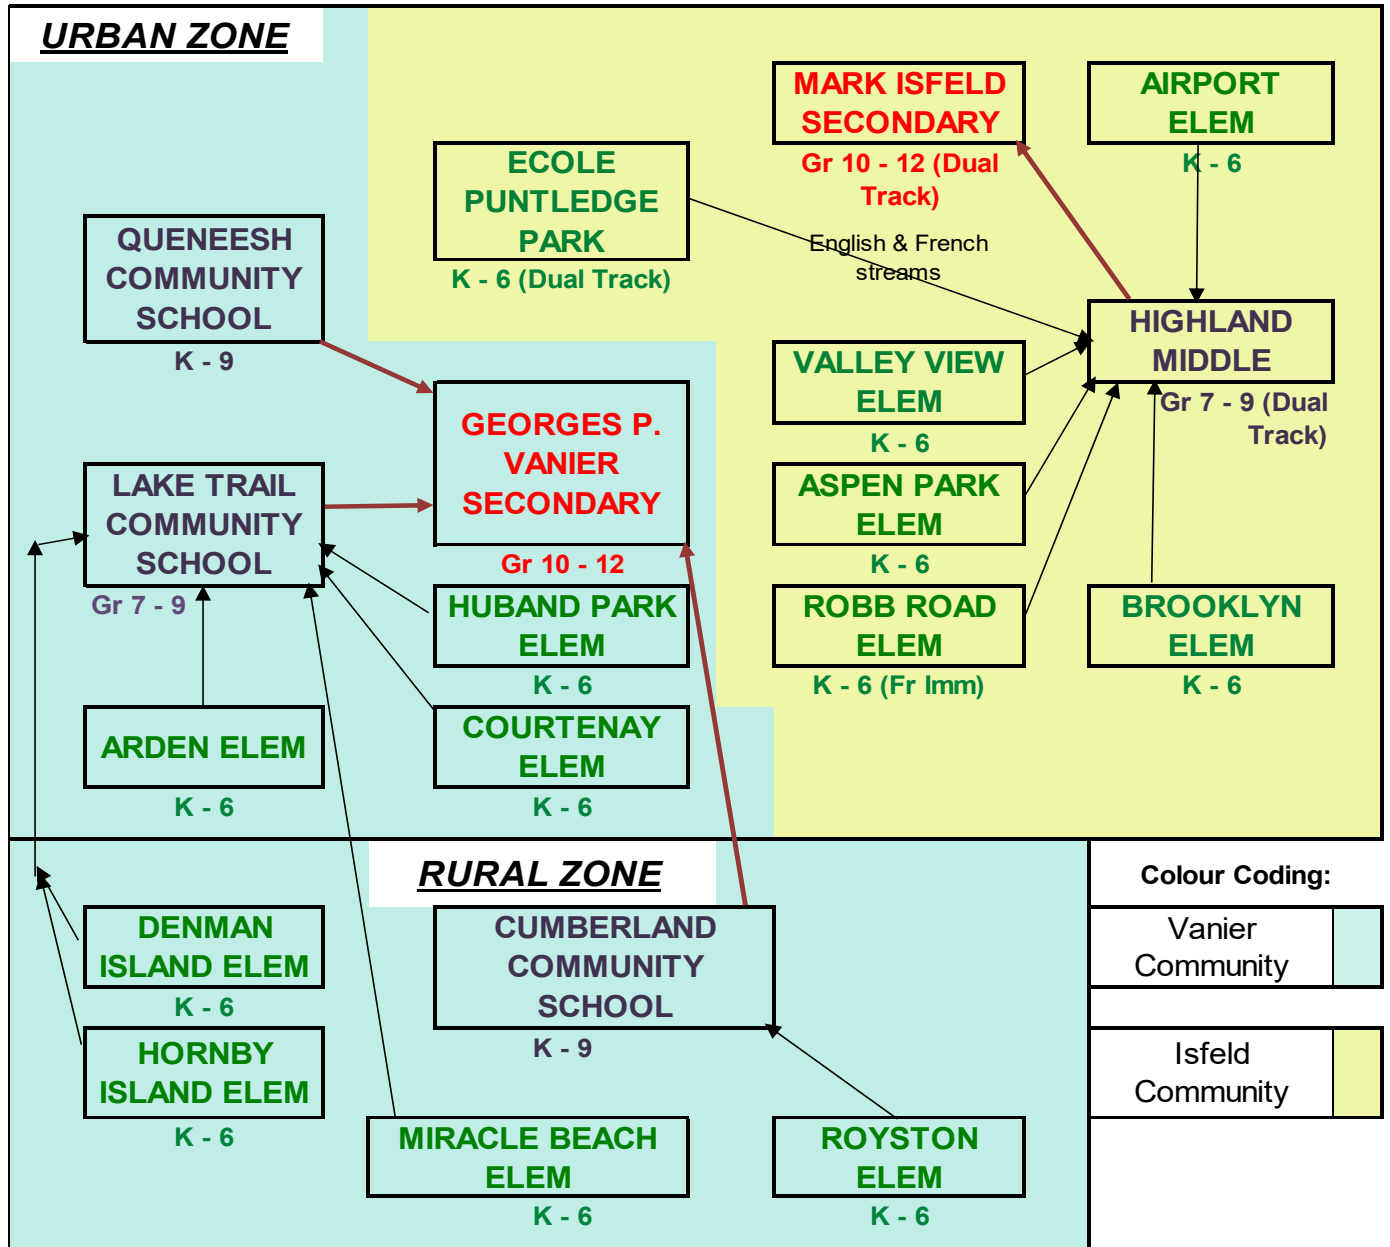 URBAN ZONE
MARK ISFELD
SECONDARY
Gr 10 - 12 (Dual
Track)
AIRPORT
ELEM
K - 6
ECOLE
PUNTLEDGE
PARK
K - 6 (Dual Track)
English & French
streams
QUENEESH
COMMUNITY
SCHOOL
K - 9
HIGHLAND
MIDDLE
Gr 7 - 9 (Dual
Track)
VALLEY VIEW
ELEM
K - 6
GEORGES P.
VANIER
SECONDARY
Gr 10 - 12
LAKE TRAIL
COMMUNITY
SCHOOL
Gr 7 - 9
ASPEN PARK
ELEM
K - 6
HUBAND PARK
ELEM
K - 6
ROBB ROAD
ELEM
K - 6 (Fr Imm)
BROOKLYN
ELEM
K - 6
ARDEN ELEM
K - 6
COURTENAY
ELEM
K - 6
RURAL ZONE
Colour Coding:
DENMAN
ISLAND ELEM
K - 6
CUMBERLAND
COMMUNITY
SCHOOL
K - 9
Vanier
Community
HORNBY
ISLAND ELEM
K - 6
Isfeld
Community
MIRACLE BEACH
ELEM
K - 6
ROYSTON
ELEM
K - 6